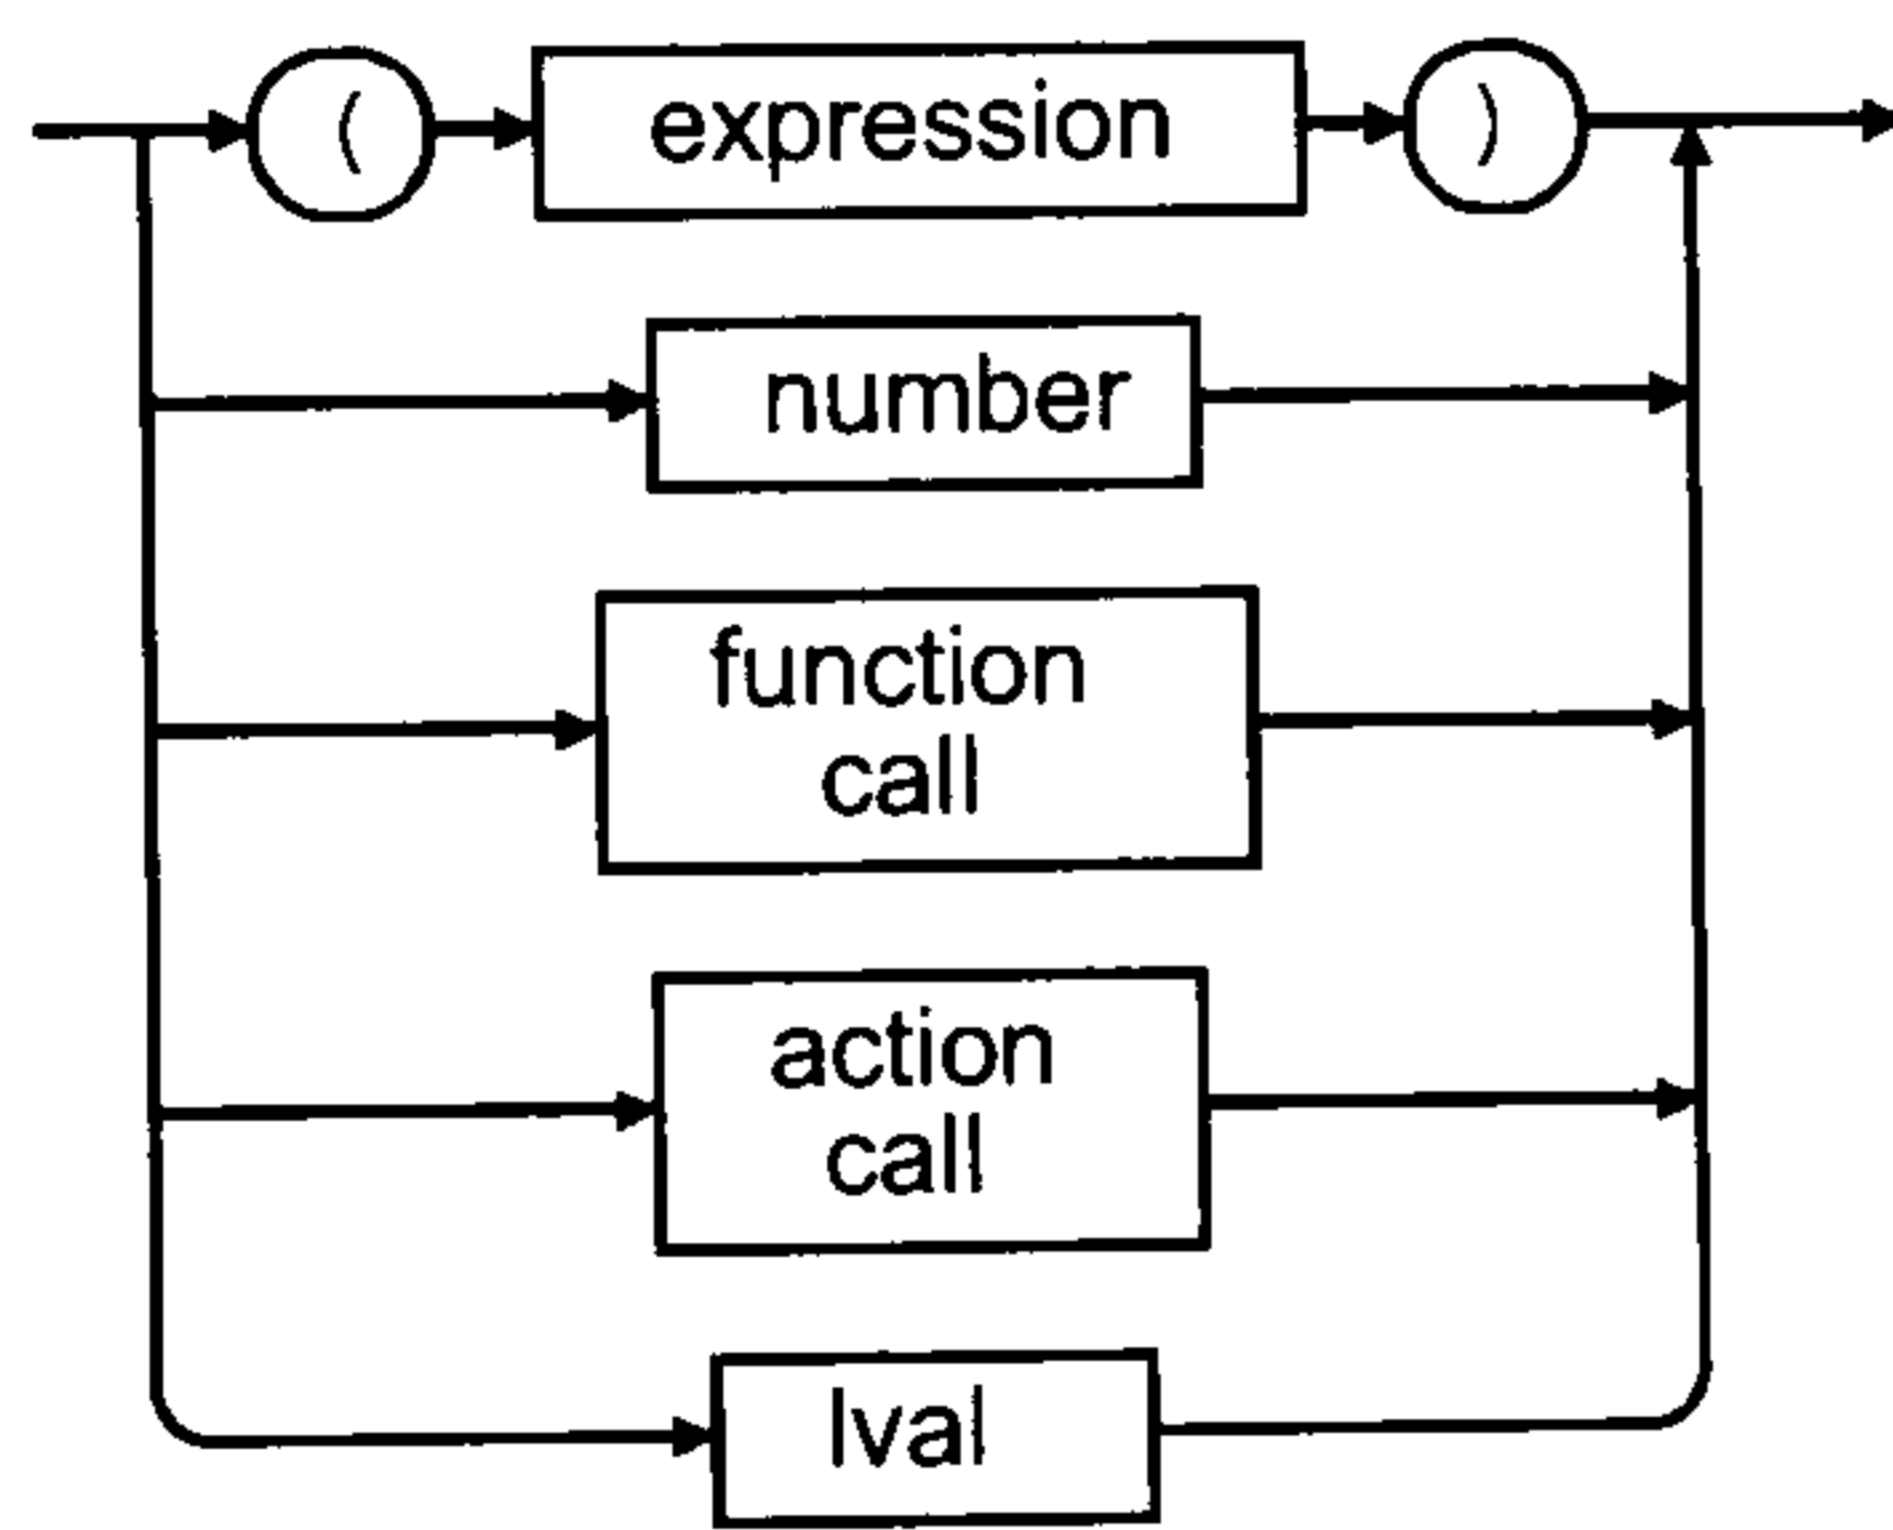 ( expression )
number
function
call
action
call
lval